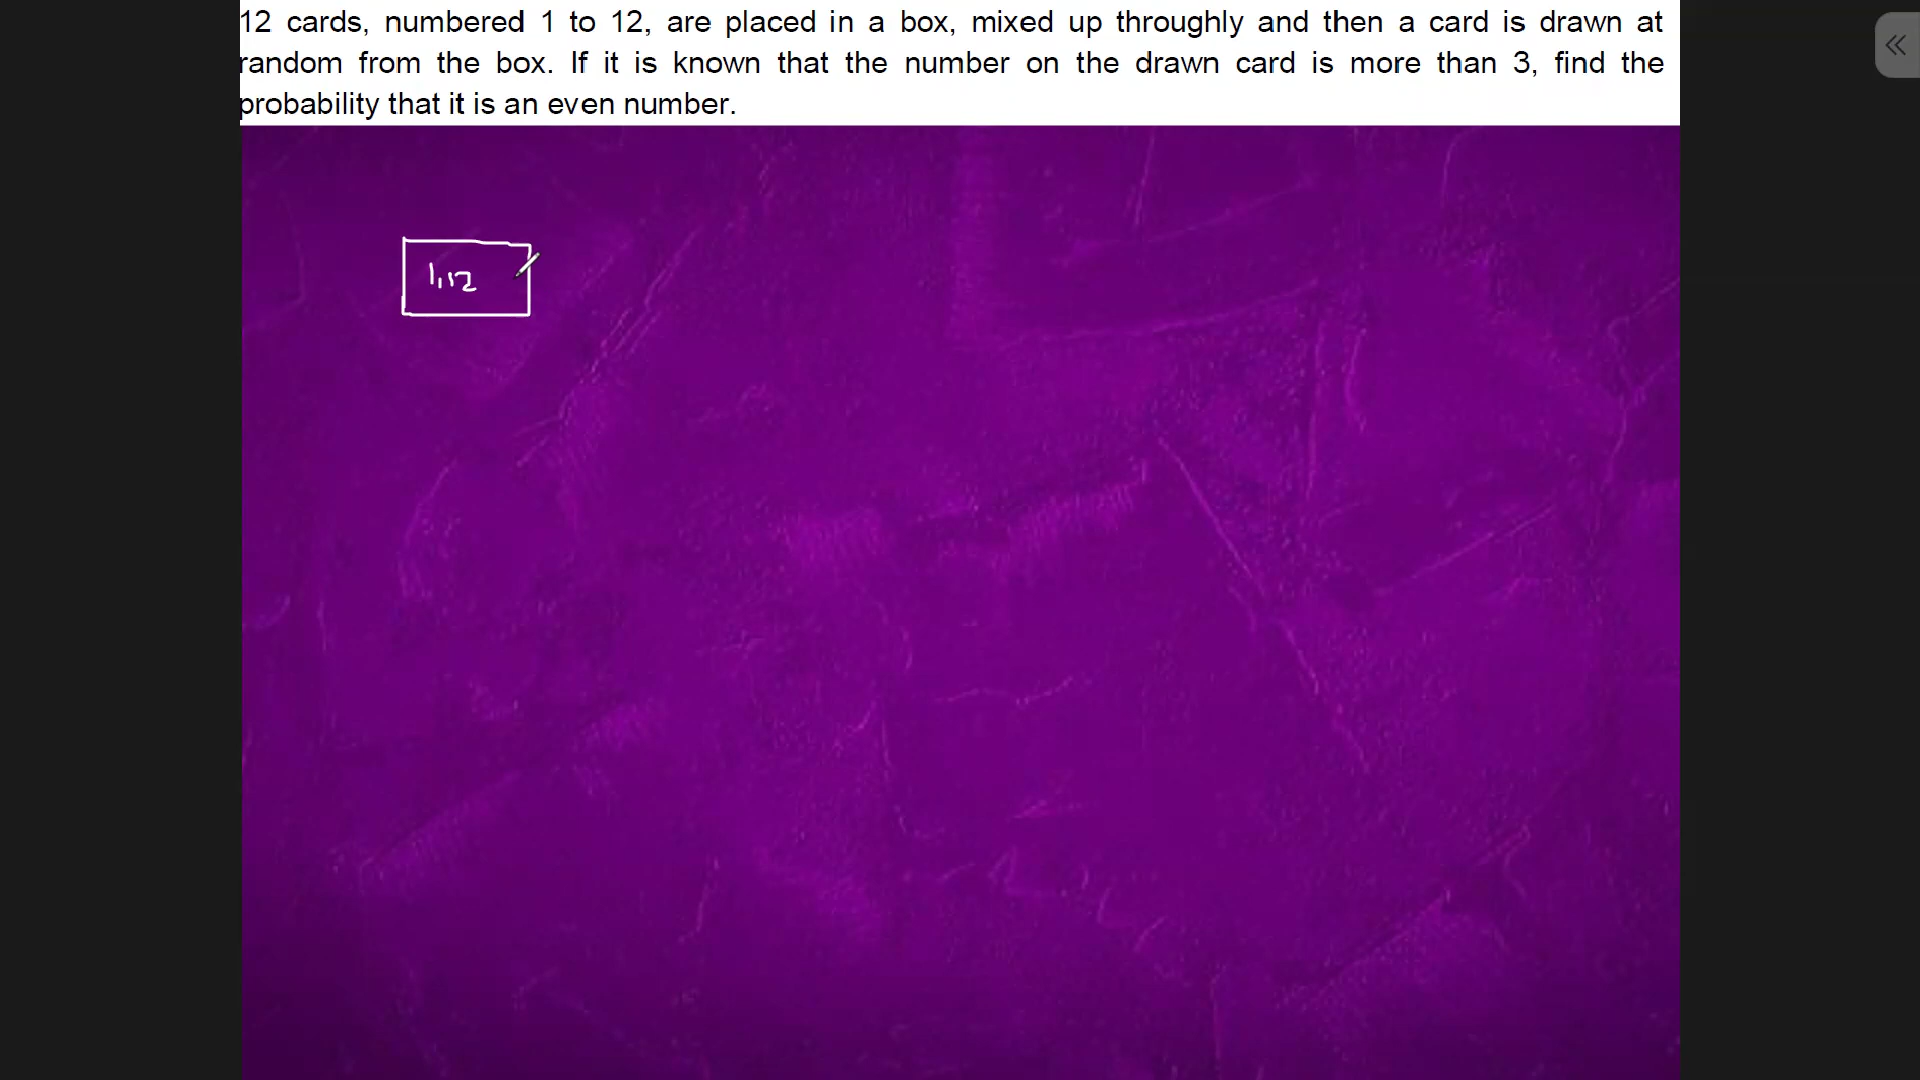 12 cards, numbered 1 to 12, are placed in a box, mixed up throughly and then a card is drawn at
random from the box. If it is known that the number on the drawn card is more than 3, find the
probability that it is an even number.
1,12